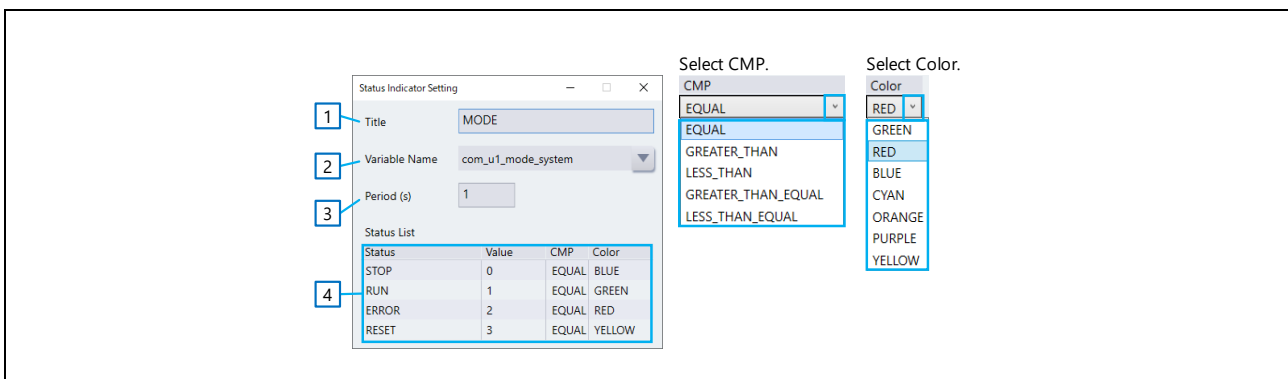 Select CMP.
Select Color.
Status Indicator Setting
1
Title
MODE
2
Variable Name
com_u1_mode_system
3
Period (s)
1
Status List
4
Status Value CMP Color
STOP 0 EQUAL BLUE
RUN 1 EQUAL GREEN
ERROR 2 EQUAL RED
RESET 3 EQUAL YELLOW
CMP
EQUAL
EQUAL
GREATER_THAN
LESS_THAN
GREATER_THAN_EQUAL
LESS_THAN_EQUAL
Color
RED
GREEN
RED
BLUE
CYAN
ORANGE
PURPLE
YELLOW